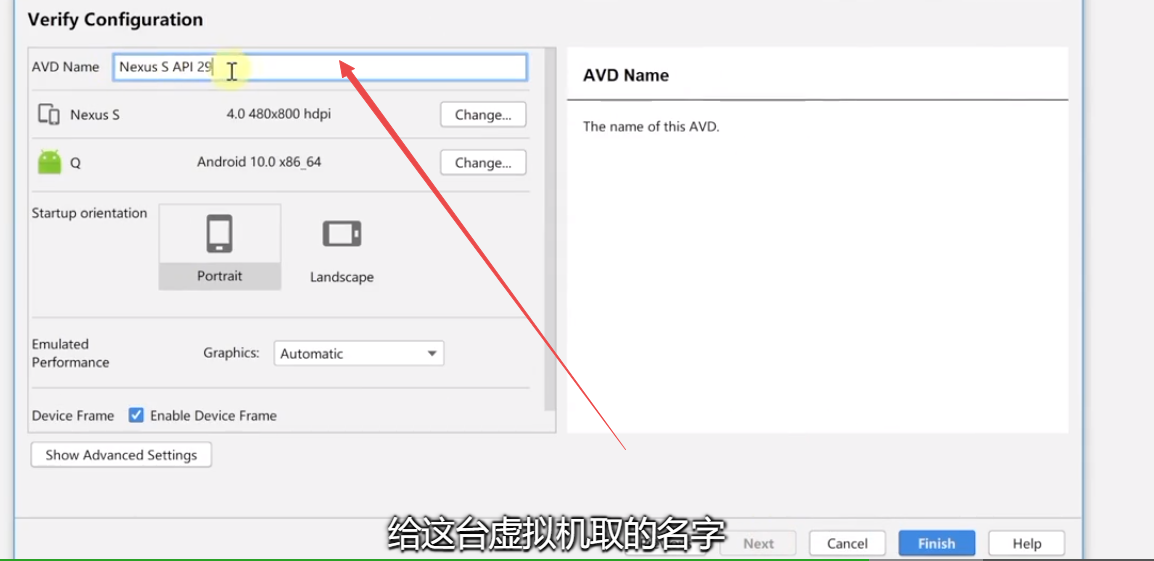 Verify Configuration
AVD Name Nexus S API 29
Nexus S 4.0 480x800 hdpi Change...
Q Android 10.0 x86_64 Change...
Startup orientation
Portrait
Landscape
Emulated Performance
Graphics: Automatic
Device Frame Enable Device Frame
Show Advanced Settings
AVD Name
The name of this AVD.
给这台虚拟机取的名字
Next Cancel Finish Help